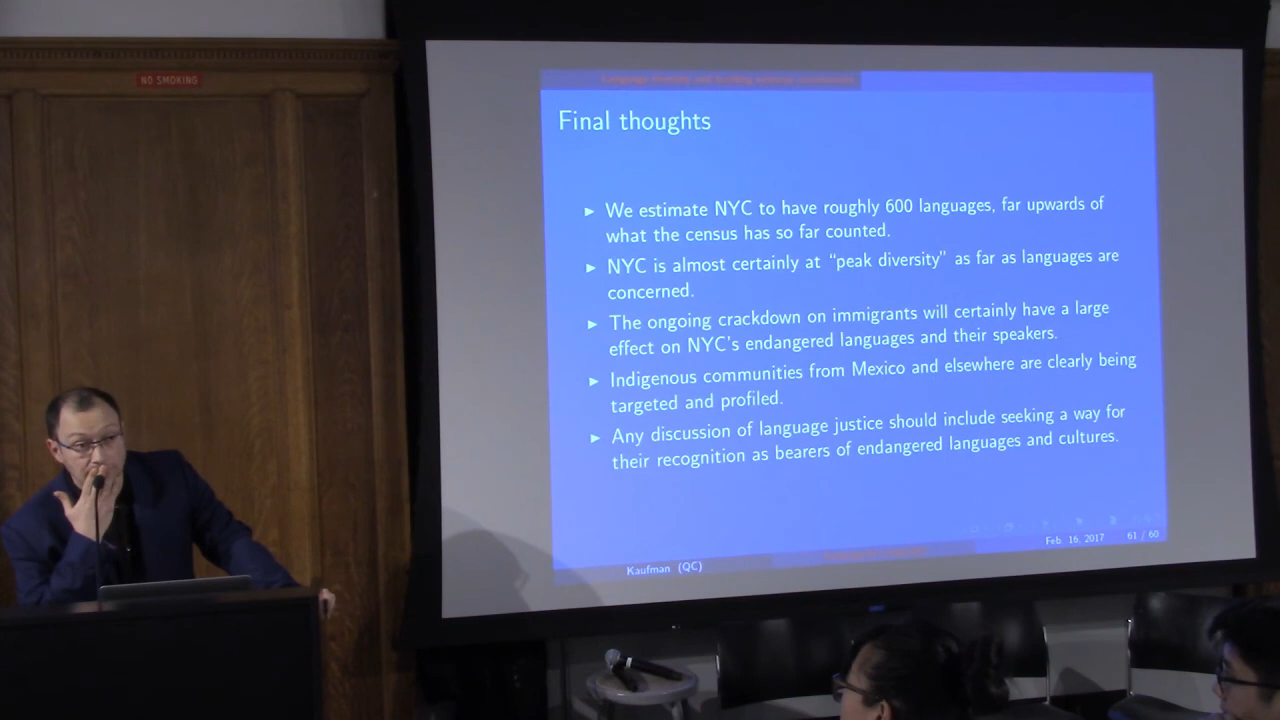 NO SMOKING
Final thoughts
▶ We estimate NYC to have roughly 600 languages, far upwards of
what the census has so far counted.
▶ NYC is almost certainly at “peak diversity” as far as languages are
concerned.
▶ The ongoing crackdown on immigrants will certainly have a large
effect on NYC's endangered languages and their speakers.
▶ Indigenous communities from Mexico and elsewhere are clearly being
targeted and profiled.
▶ Any discussion of language justice should include seeking a way for
their recognition as bearers of endangered languages and cultures.
Kaufman (QC)
Feb. 16, 2017
61 / 60